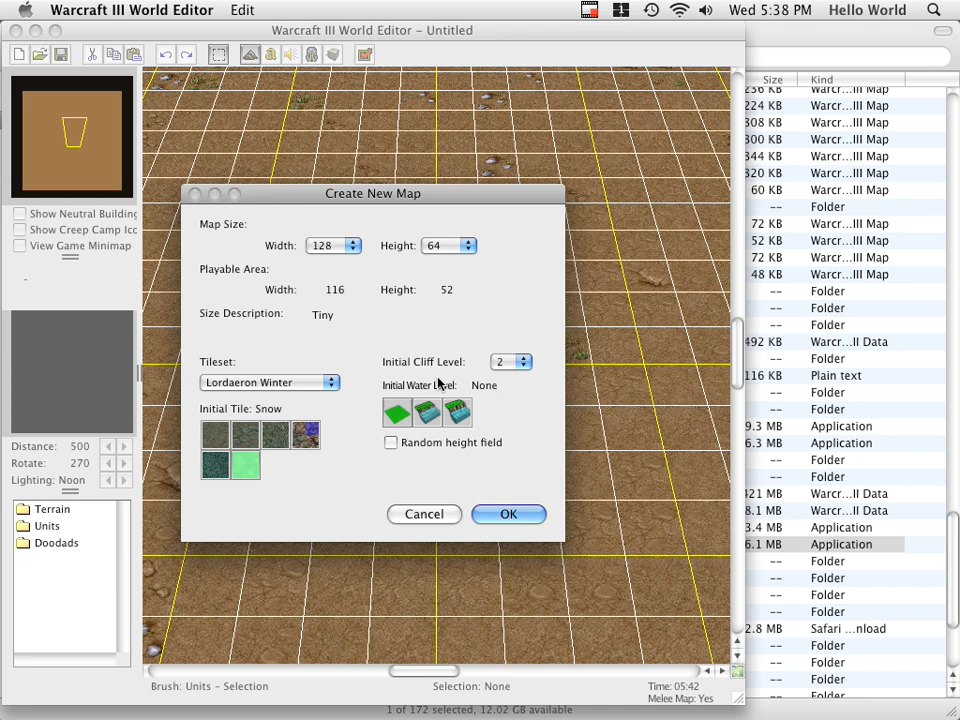 Warcraft III World Editor Edit
1 Wed 5:38 PM Hello World
Warcraft III World Editor – Untitled
Size Kind
236 KB Warcr...III Map
224 KB Warcr...III Map
308 KB Warcr...III Map
300 KB Warcr...III Map
344 KB Warcr...III Map
320 KB Warcr...III Map
60 KB Warcr...III Map
-- Folder
72 KB Warcr...III Map
52 KB Warcr...III Map
72 KB Warcr...III Map
48 KB Warcr...III Map
-- Folder
-- Folder
-- Folder
492 KB Warcr...II Data
-- Folder
116 KB Plain text
-- Folder
-- Folder
9.3 MB Application
6.3 MB Application
-- Folder
-- Folder
421 MB Warcr...II Data
8.1 MB Warcr...II Data
3.4 MB Application
6.1 MB Application
-- Folder
-- Folder
-- Folder
-- Folder
2.8 MB Safari ...nload
-- Folder
-- Folder
-- Folder
-- Folder
Show Neutral Building
Show Creep Camp Ico
View Game Minimap
-
Distance: 500
Rotate: 270
Lighting: Noon
Terrain
Units
Doodads
Create New Map
Map Size:
Width: 128 Height: 64
Playable Area:
Width: 116 Height: 52
Size Description: Tiny
Tileset: Initial Cliff Level: 2
Lordaeron Winter Initial Water Level: None
Initial Tile: Snow
Random height field
Cancel OK
Brush: Units – Selection Selection: None Time: 05:42
Melee Map: Yes
1 of 172 selected, 12.02 GB available